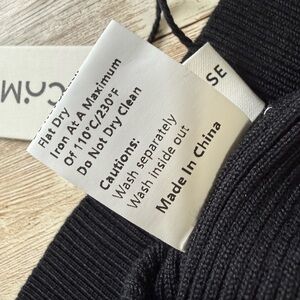 Flat Dry
Iron At A Maximum
Of 110°C/230°F
Do Not Dry Clean
Cautions:
Wash separately
Wash inside out
Made In China
SE